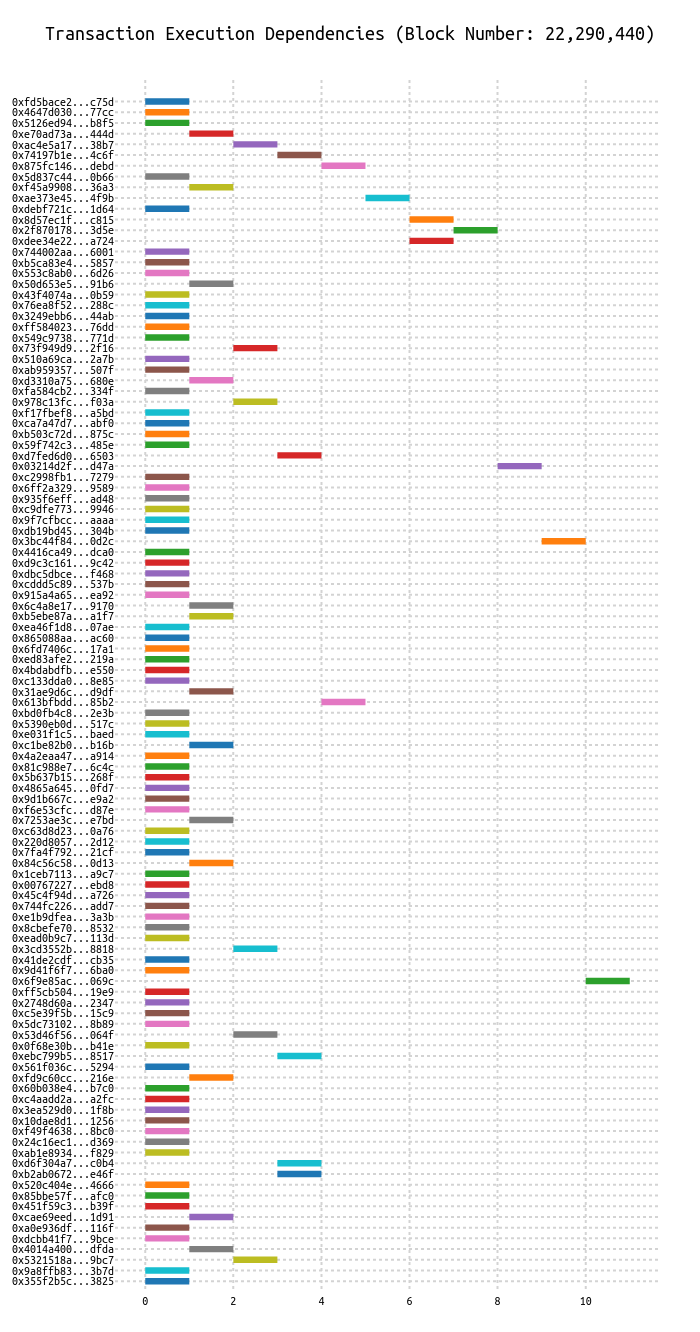 Transaction Execution Dependencies (Block Number: 22,290,440)
0xfd5bace2...c75d
0x4647d030...77cc
0x5126ed94...b8f5
0xe70ad73a...444d
0xac4e5a17...38b7
0x74197b1e...4c6f
0x875fc146...debd
0x5d837c44...0b66
0xf45a9908...36a3
0xae373e45...4f9b
0xdebf721c...1d64
0x8d57ec1f...c815
0x2f870178...3d5e
0xdee34e22...a724
0x744002aa...6001
0xb5ca83e4...5857
0x553c8ab0...6d26
0x50d653e5...91b6
0x43f4074a...0b59
0x76ea8f52...288c
0x3249ebb6...44ab
0xff584023...76dd
0x549c9738...771d
0x73f949d9...2f16
0x510a69ca...2a7b
0xab959357...507f
0xd3310a75...680e
0xfa584cb2...334f
0x978c13fc...f03a
0xf17fbef8...a5bd
0xca7a47d7...abf0
0xb503c72d...875c
0x59f742c3...485e
0xd7fed6d0...6503
0x03214d2f...d47a
0xc2998fb1...7279
0x6ff2a329...9589
0x935f6eff...ad48
0xc9dfe773...9946
0x9f7cfbcc...aaaa
0xdb19bd45...304b
0x3bc44f84...0d2c
0x4416ca49...dca0
0xd9c3c161...9c42
0xdbc5dbce...f468
0xcddd5c89...537b
0x915a4a65...ea92
0x6c4a8e17...9170
0xb5ebe87a...a1f7
0xea46f1d8...07ae
0x865088aa...ac60
0x6fd7406c...17a1
0xed83afe2...219a
0x4bdabdfb...e550
0xc133dda0...8e85
0x31ae9d6c...d9df
0x613bfbdd...85b2
0xbd0fb4c8...2e3b
0x5390eb0d...517c
0xe031f1c5...baed
0xc1be82b0...b16b
0x4a2eaa47...a914
0x81c988e7...6c4c
0x5b637b15...268f
0x4865a645...0fd7
0x9d1b667c...e9a2
0xf6e53cfc...d87e
0x7253ae3c...e7bd
0xc63d8d23...0a76
0x220d8057...2d12
0x7fa4f792...21cf
0x84c56c58...0d13
0x1ceb7113...a9c7
0x00767227...ebd8
0x45c4f94d...a726
0x744fc226...add7
0xe1b9dfea...3a3b
0x8cbefe70...8532
0xead0b9c7...113d
0x3cd3552b...8818
0x41de2cdf...cb35
0x9d41f6f7...6ba0
0x6f9e85ac...069c
0xff5cb504...19e9
0x2748d60a...2347
0xc5e39f5b...15c9
0x5dc73102...8b89
0x53d46f56...064f
0x0f68e30b...b41e
0xebc799b5...8517
0x561f036c...5294
0xfd9c60cc...216e
0x60b038e4...b7c0
0xc4aadd2a...a2fc
0x3ea529d0...1f8b
0x10dae8d1...1256
0xf49f4638...8bc0
0x24c16ec1...d369
0xab1e8934...f829
0xd6f304a7...c0b4
0xb2ab0672...e46f
0x520c404e...4666
0x85bbe57f...afc0
0x451f59c3...b39f
0xcae69eed...1d91
0xa0e936df...116f
0xdcbb41f7...9bce
0x4014a400...dfda
0x5321518a...9bc7
0x9a8ffb83...3b7d
0x355f2b5c...3825
0 2 4 6 8 10